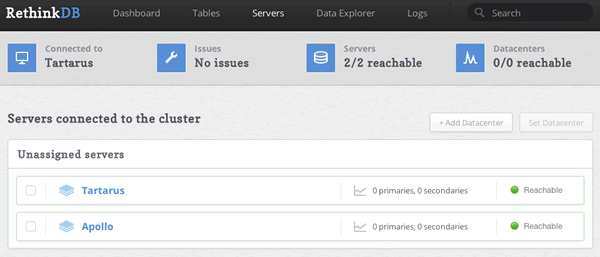 RethinkDB Dashboard Tables Servers Data Explorer Logs Search
Connected to Issues Servers Datacenters
Tartarus No issues 2/2 reachable 0/0 reachable
Servers connected to the cluster + Add Datacenter Set Datacenter
Unassigned servers
Tartarus 0 primaries, 0 secondaries Reachable
Apollo 0 primaries, 0 secondaries Reachable